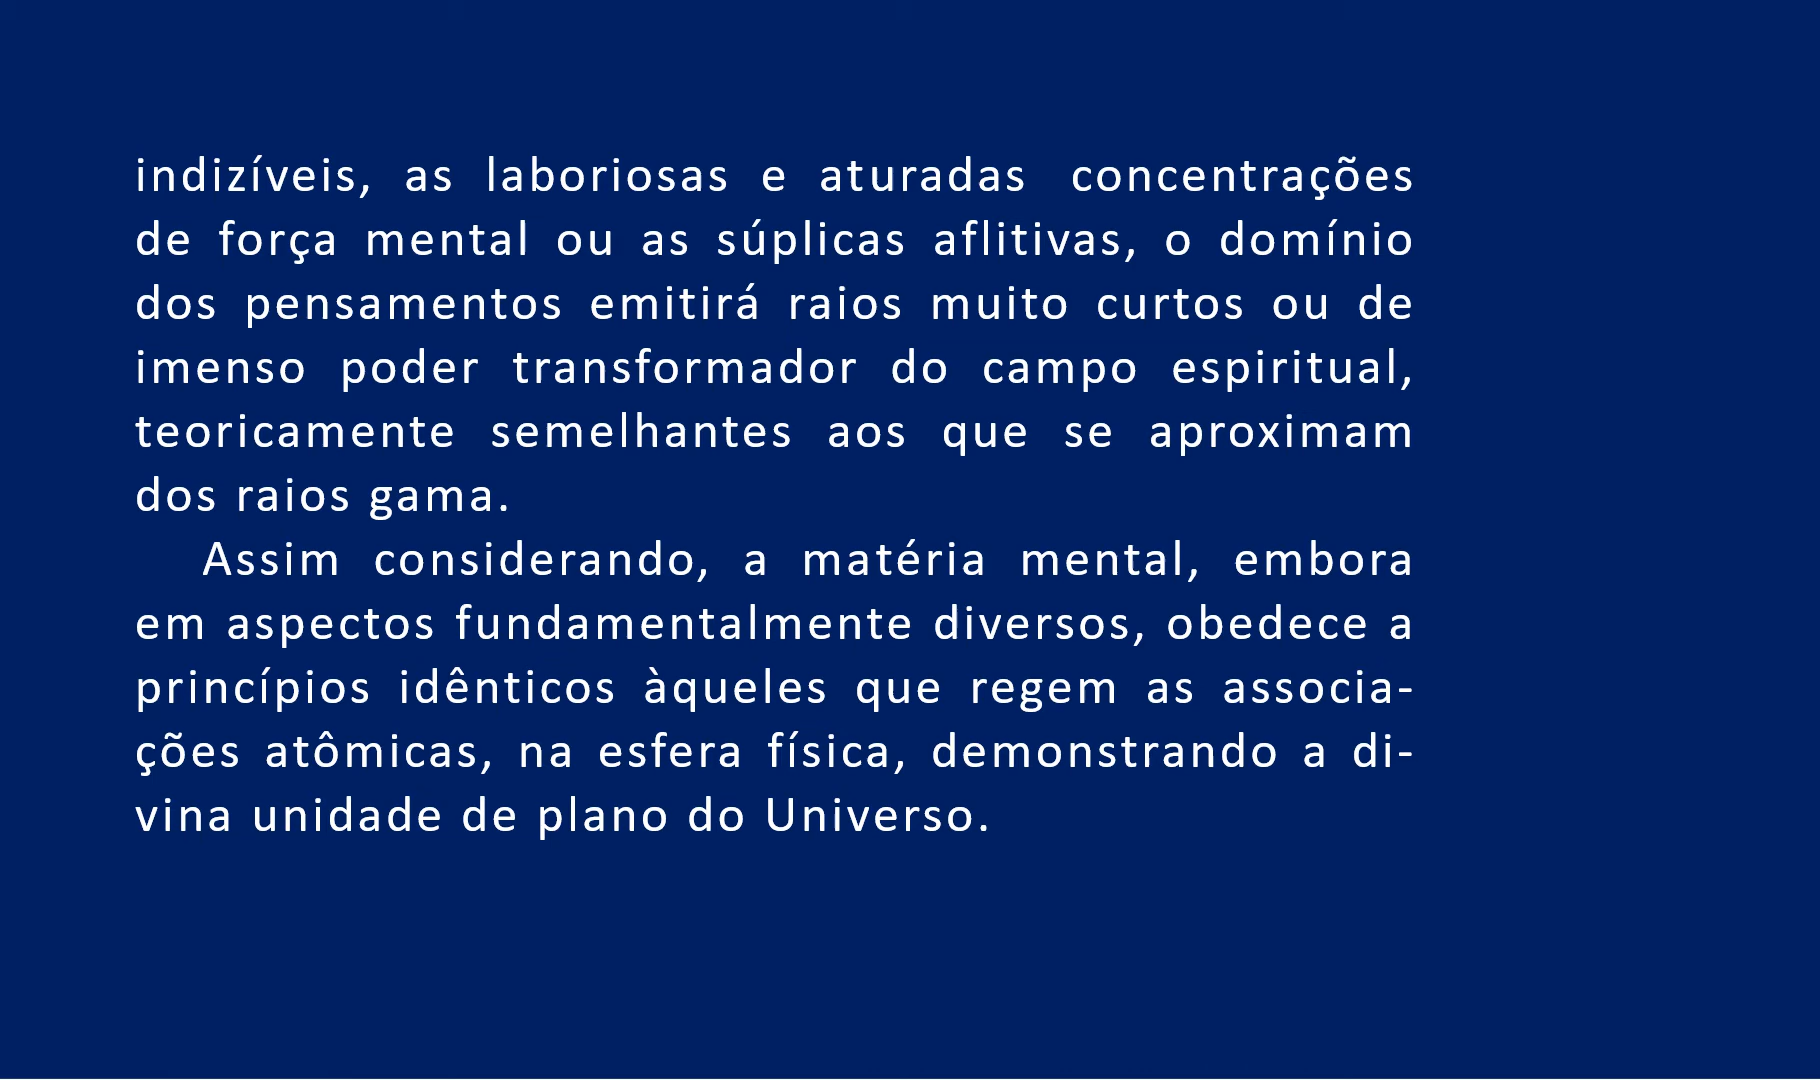 indizíveis, as laboriosas e aturadas concentrações
de força mental ou as súplicas aflitivas, o domínio
dos pensamentos emitirá raios muito curtos ou de
imenso poder transformador do campo espiritual,
teoricamente semelhantes aos que se aproximam
dos raios gama.
Assim considerando, a matéria mental, embora
em aspectos fundamentalmente diversos, obedece a
princípios idênticos àqueles que regem as associa-
ções atômicas, na esfera física, demonstrando a di-
vina unidade de plano do Universo.